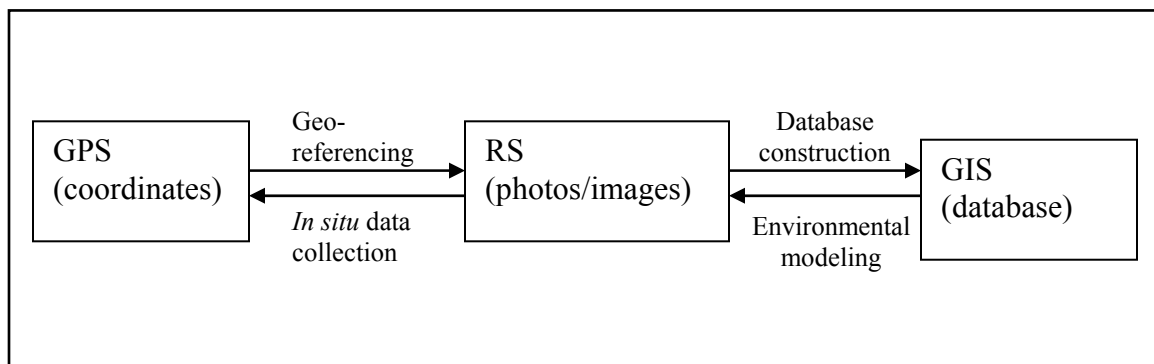 GPS
(coordinates)
Geo-
referencing
In situ data
collection
RS
(photos/images)
Database
construction
Environmental
modeling
GIS
(database)